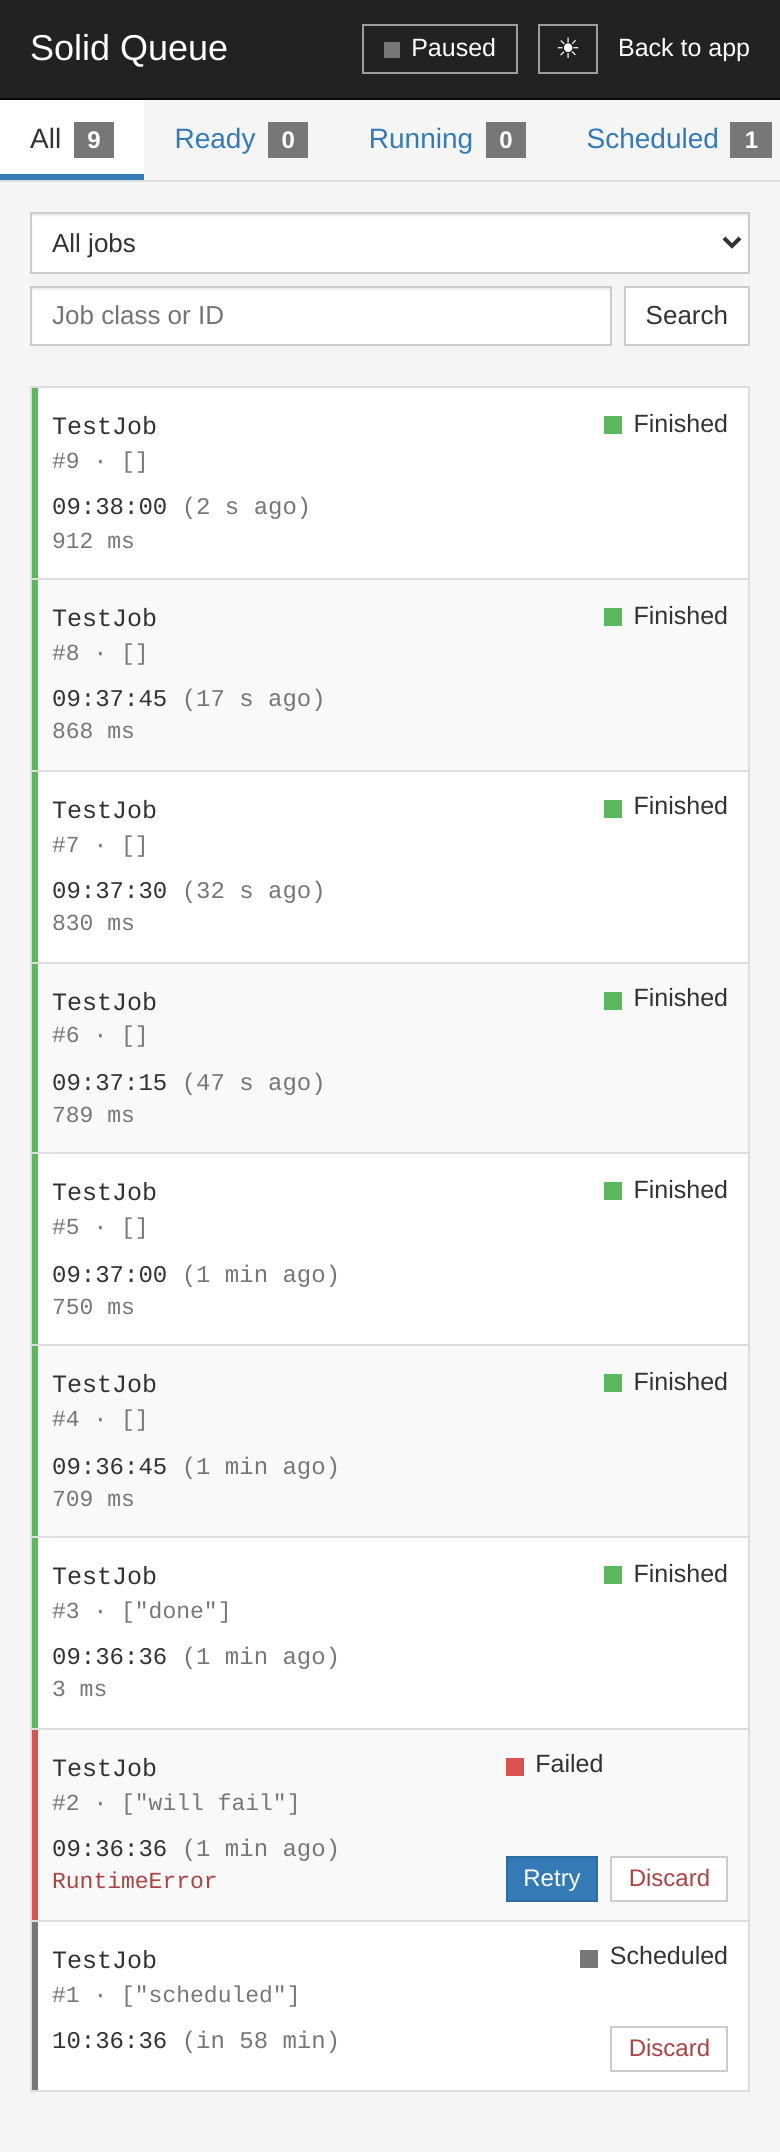 Solid Queue Paused ☀ Back to app
All 9 Ready 0 Running 0 Scheduled 1
All jobs
Job class or ID Search
TestJob Finished
#9 · []
09:38:00 (2 s ago)
912 ms
TestJob Finished
#8 · []
09:37:45 (17 s ago)
868 ms
TestJob Finished
#7 · []
09:37:30 (32 s ago)
830 ms
TestJob Finished
#6 · []
09:37:15 (47 s ago)
789 ms
TestJob Finished
#5 · []
09:37:00 (1 min ago)
750 ms
TestJob Finished
#4 · []
09:36:45 (1 min ago)
709 ms
TestJob Finished
#3 · ["done"]
09:36:36 (1 min ago)
3 ms
TestJob Failed
#2 · ["will fail"]
09:36:36 (1 min ago)
RuntimeError Retry Discard
TestJob Scheduled
#1 · ["scheduled"]
10:36:36 (in 58 min) Discard